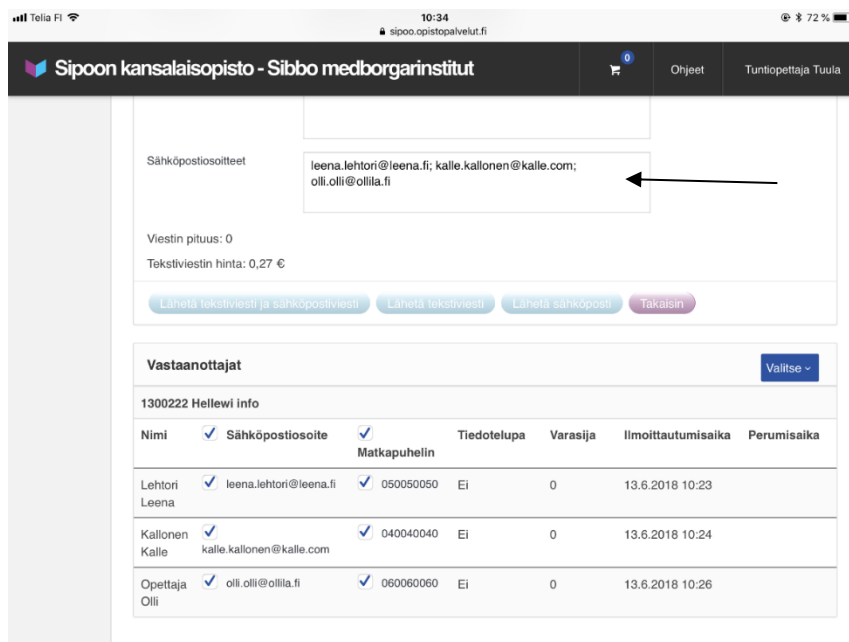 Telia FI 10:34 72 %
sipoo.opistopalvelut.fi
Sipoon kansalaisopisto - Sibbo medborgarinstitut 0 Ohjeet Tuntiopettaja Tuula
Sähköpostiosoitteet
leena.lehtori@leena.fi; kalle.kallonen@kalle.com;
olli.olli@ollila.fi
Viestin pituus: 0
Tekstiviestin hinta: 0,27 €
Lähetä tekstiviesti ja sähköpostiviesti Lähetä tekstiviesti Lähetä sähköposti Takaisin
Vastaanottajat Valitse
1300222 Hellewi info
Nimi Sähköpostiosoite Matkapuhelin Tiedotelupa Varasija Ilmoittautumisaika Perumisaika
Lehtori leena.lehtori@leena.fi 050050050 Ei 0 13.6.2018 10:23
Leena
Kallonen 040040040 Ei 0 13.6.2018 10:24
Kalle kalle.kallonen@kalle.com
Opettaja olli.olli@ollila.fi 060060060 Ei 0 13.6.2018 10:26
Olli